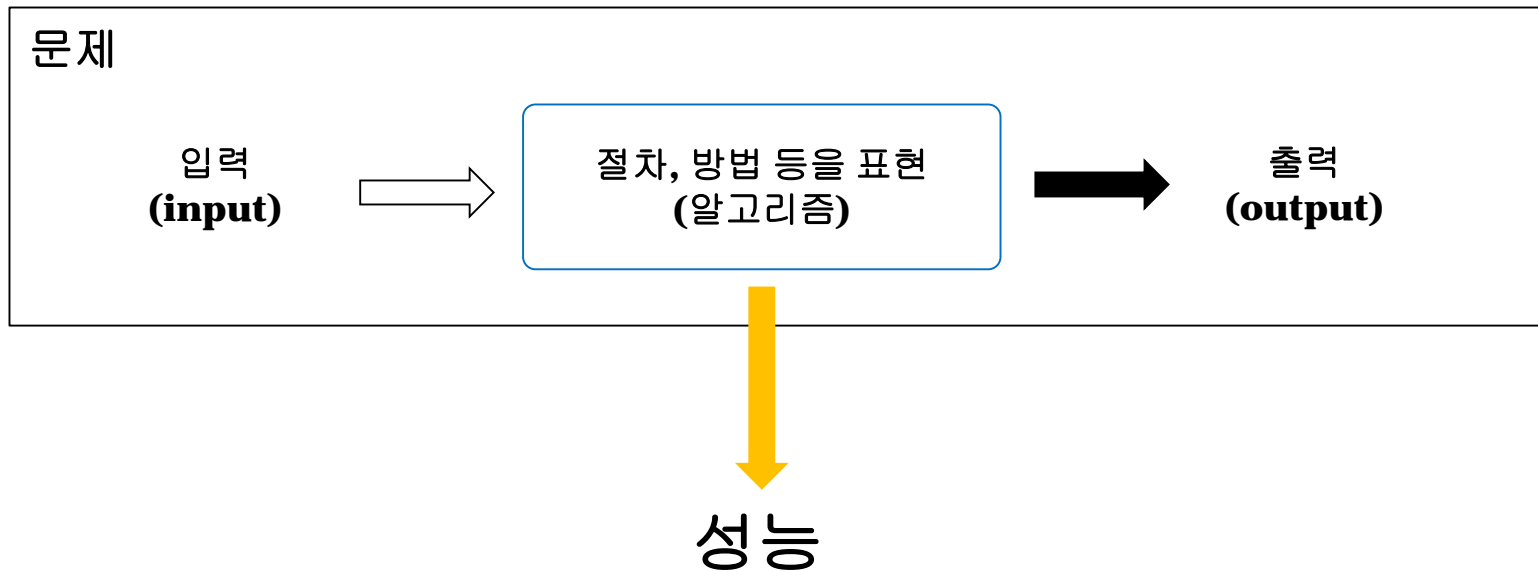 문제
입력
(input)
절차, 방법 등을 표현
(알고리즘)
출력
(output)
성능